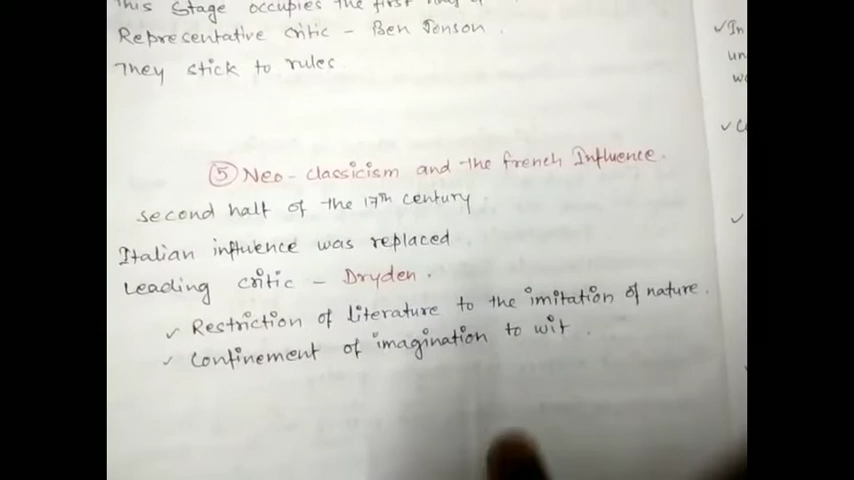 This Stage occupies the first
Representative critic - Ben Jonson.
They stick to rules
⑤ Neo-classicism and the french Influence.
second half of the 17th century
Italian influence was replaced
Leading critic - Dryden.
✓ Restriction of literature to the imitation of nature.
✓ Confinement of imagination to wit.
✓ In
un
✓
✓